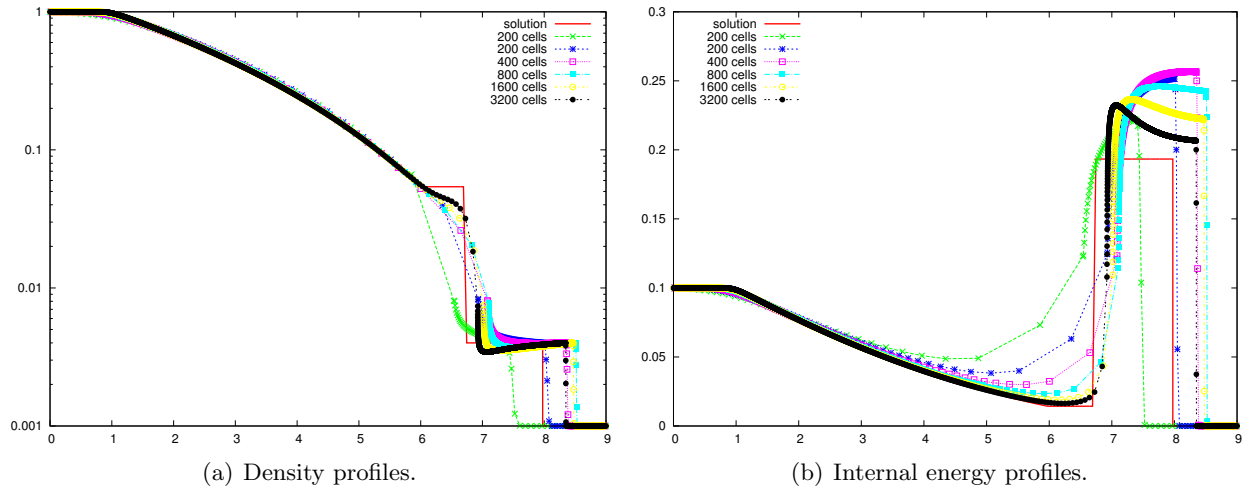 1
0.1
0.01
0.001
0 1 2 3 4 5 6 7 8 9
solution
200 cells
200 cells
400 cells
800 cells
1600 cells
3200 cells
(a) Density profiles.
0.3
0.25
0.2
0.15
0.1
0.05
0
0 1 2 3 4 5 6 7 8 9
solution
200 cells
200 cells
400 cells
800 cells
1600 cells
3200 cells
(b) Internal energy profiles.